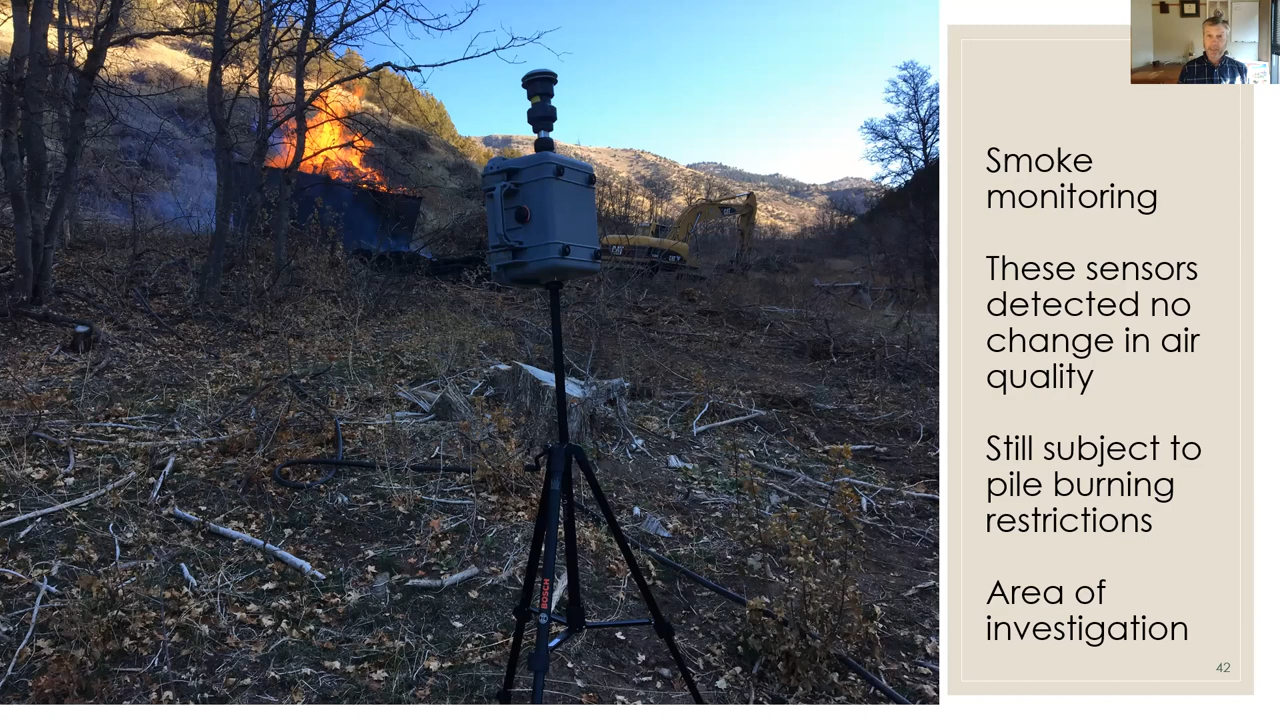 Smoke
monitoring
These sensors
detected no
change in air
quality
Still subject to
pile burning
restrictions
Area of
investigation
42
CAT
BOSCH